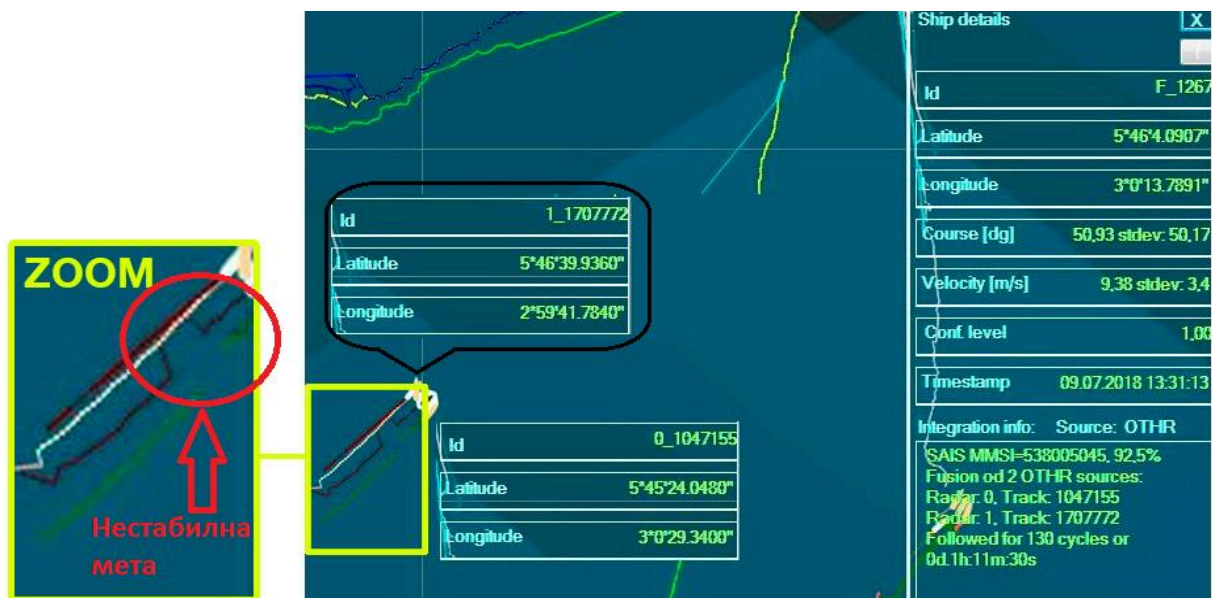 ZOOM
Нестабилна
мета
Id 1_1707772
Latitude 5°46'39.9360"
Longitude 2°59'41.7840"
Id 0_1047155
Latitude 5°45'24.0480"
Longitude 3°0'29.3400"
Ship details X
Id F_1267
Latitude 5°46'4.0907"
Longitude 3°0'13.7891"
Course [dg] 50,93 stdev: 50,17
Velocity [m/s] 9,38 stdev: 3,4
Conf. level 1,00
Timestamp 09.07.2018 13:31:13
Integration info: Source: OTHR
SAIS MMSI=538005045, 92,5%
Fusion od 2 OTHR sources:
Radar: 0, Track: 1047155
Radar: 1, Track: 1707772
Followed for 130 cycles or
0d:1h:11m:30s